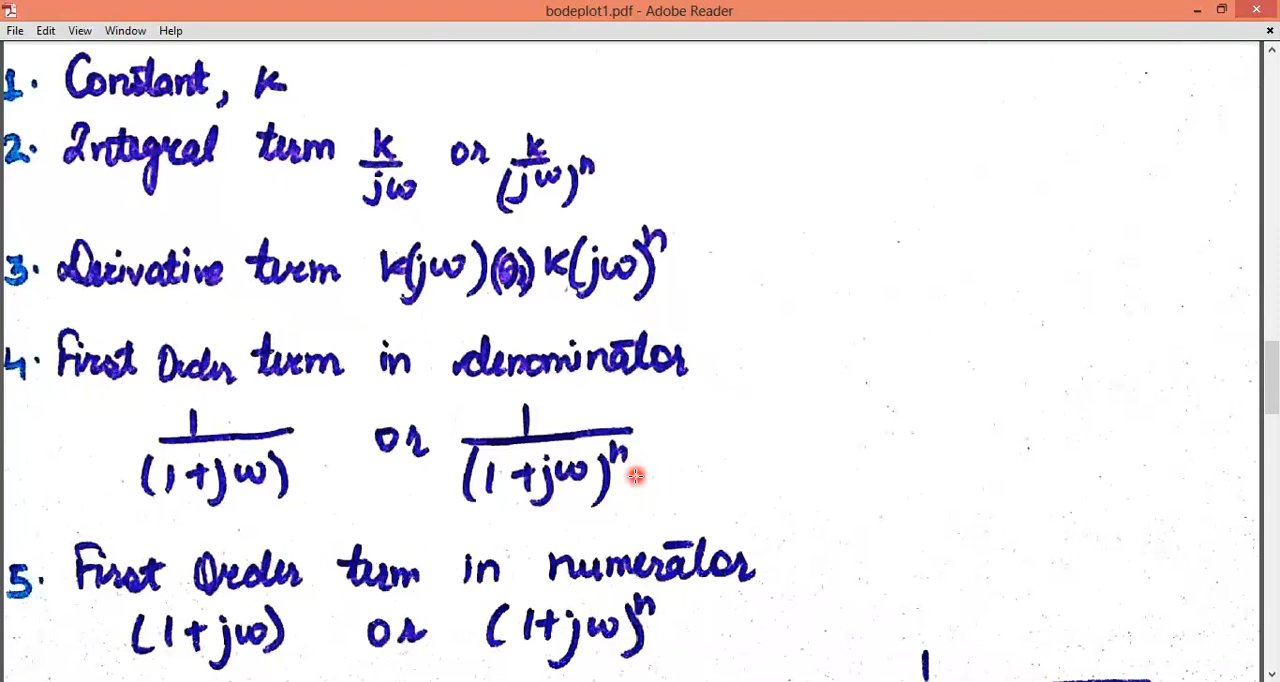 bodeplot1.pdf - Adobe Reader
File Edit View Window Help
1. Constant, K
2. Integral term K/jω or K/(jω)^n
3. Derivative term K(jω) (or) K(jω)^n
4. First Order term in denominator
1/(1+jω) or 1/(1+jω)^n
5. First Order term in numerator
(1+jω) or (1+jω)^n
1